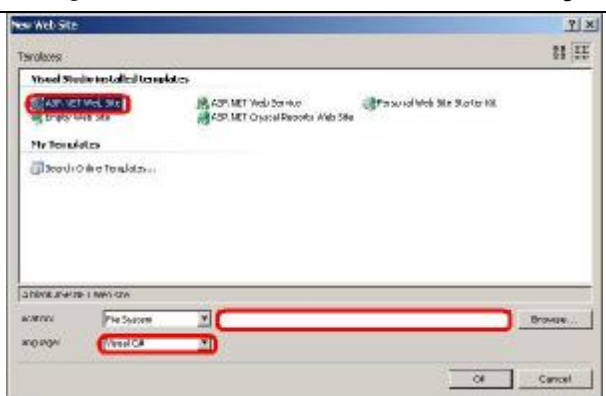 New Web Site
Templates:
Visual Studio installed templates
ASP.NET Web Site
ASP.NET Web Service
Personal Web Site Starter Kit
Empty Web Site
ASP.NET Crystal Reports Web Site
My Templates
Search Online Templates...
File System
Browse...
Visual C#
OK
Cancel